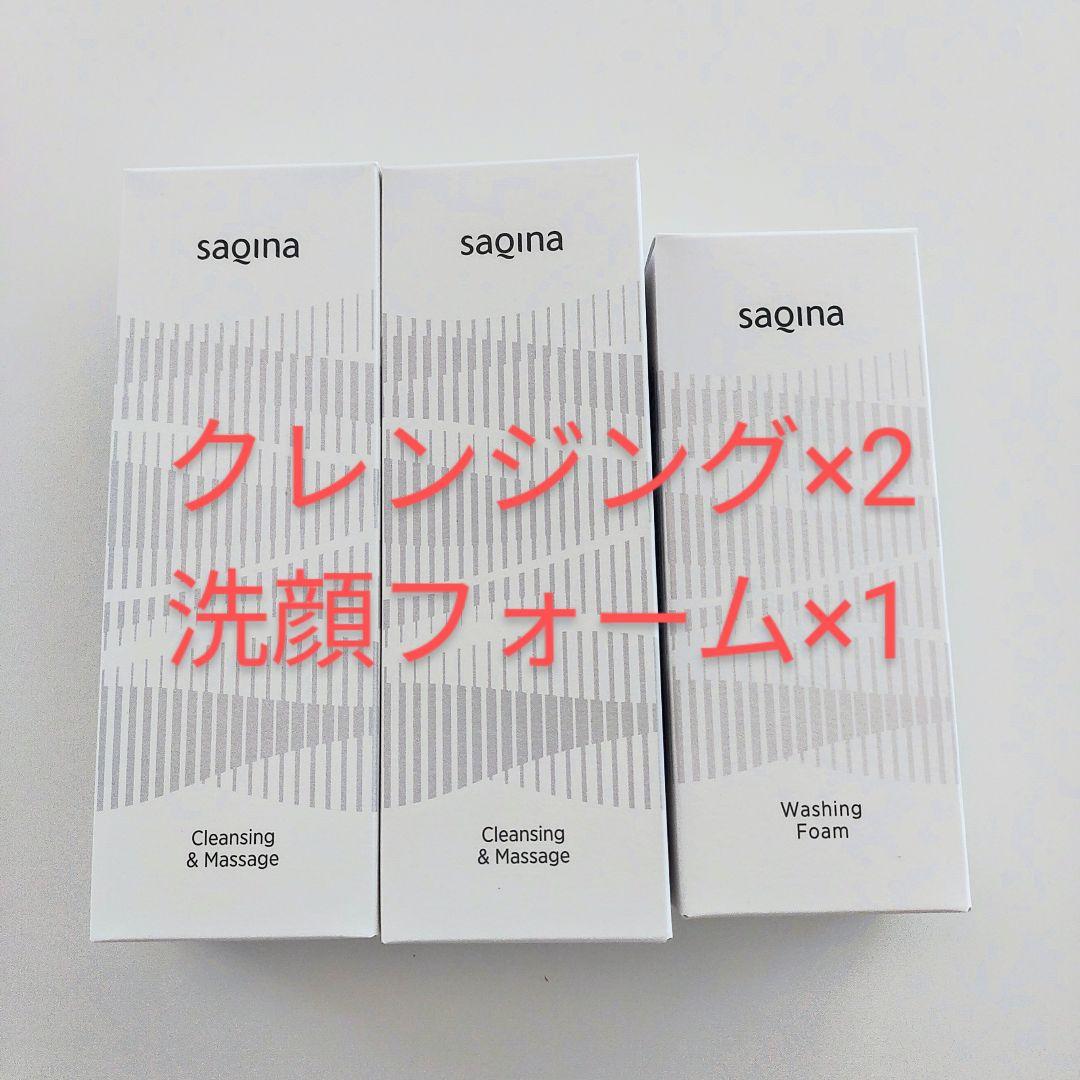 saqina
saqina
saqina
クレンジング×2
洗顔フォーム×1
Cleansing
& Massage
Cleansing
& Massage
Washing
Foam